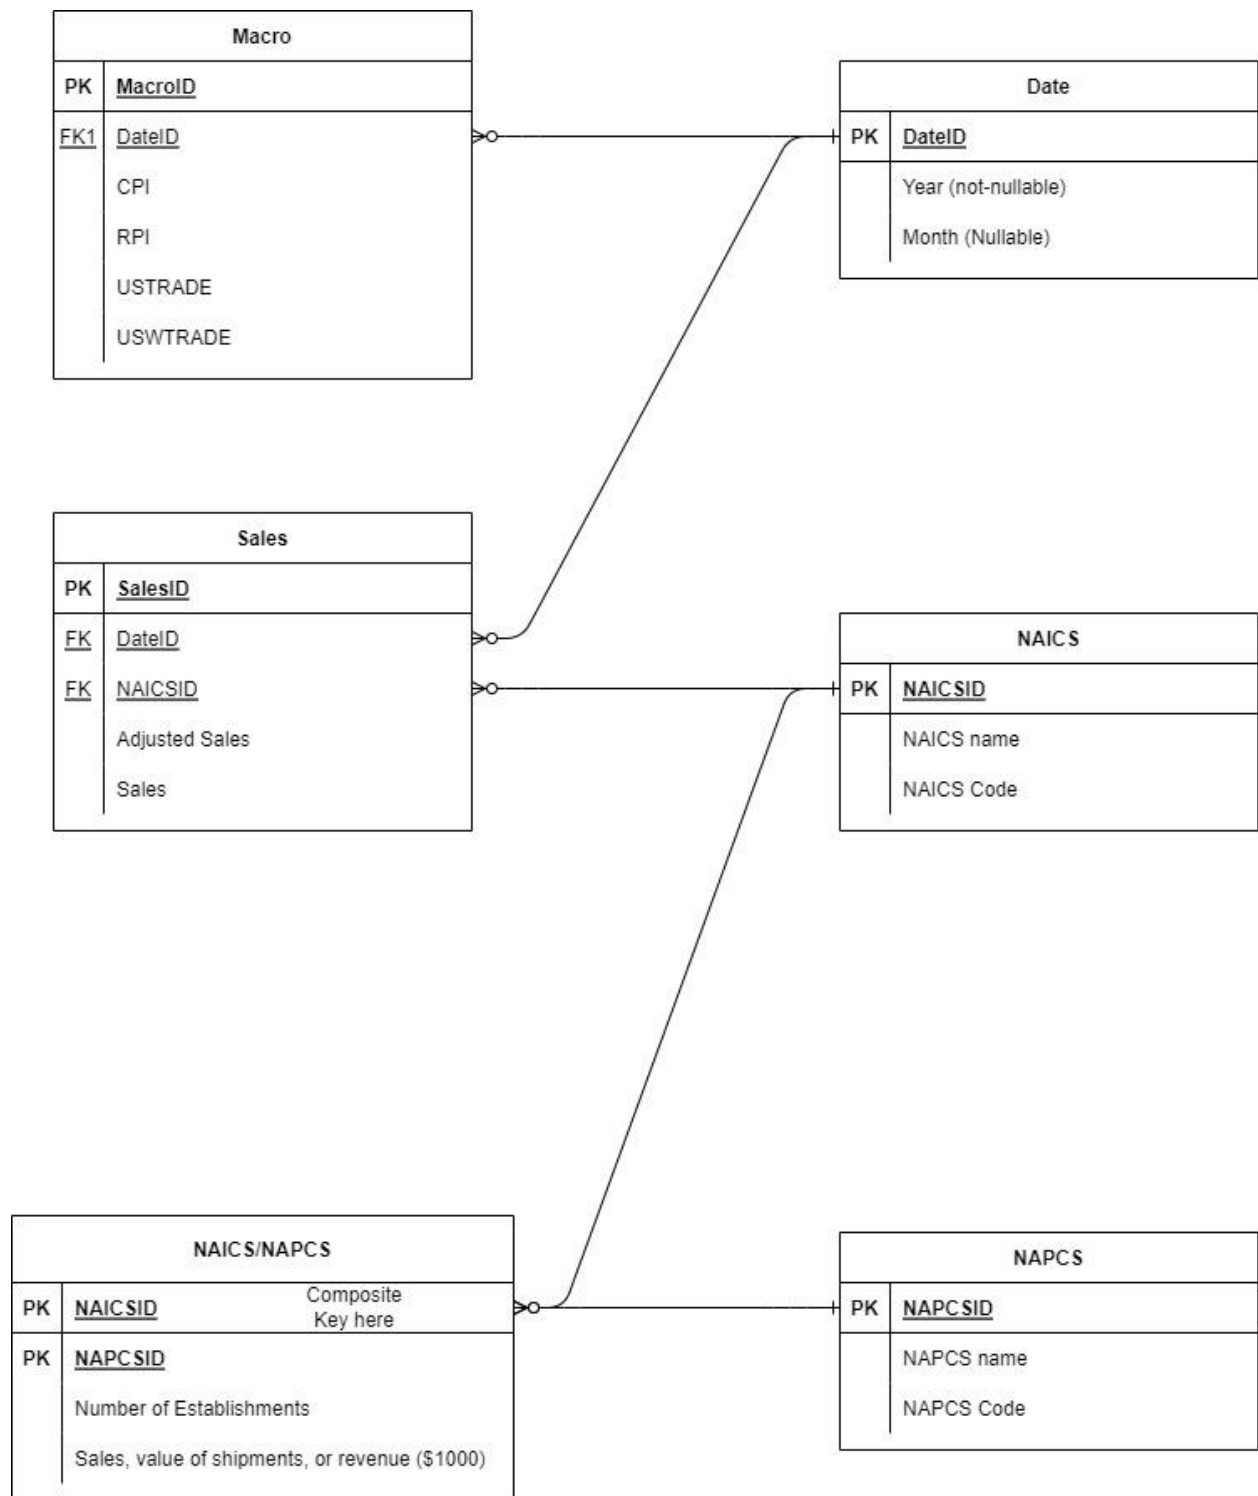 Macro
PK MacroID
FK1 DateID
CPI
RPI
USTRADE
USWTRADE
Date
PK DateID
Year (not-nullable)
Month (Nullable)
Sales
PK SalesID
FK DateID
FK NAICSID
Adjusted Sales
Sales
NAICS
PK NAICSID
NAICS name
NAICS Code
NAICS/NAPCS
PK NAICSID Composite
Key here
PK NAPCSID
Number of Establishments
Sales, value of shipments, or revenue ($1000)
NAPCS
PK NAPCSID
NAPCS name
NAPCS Code